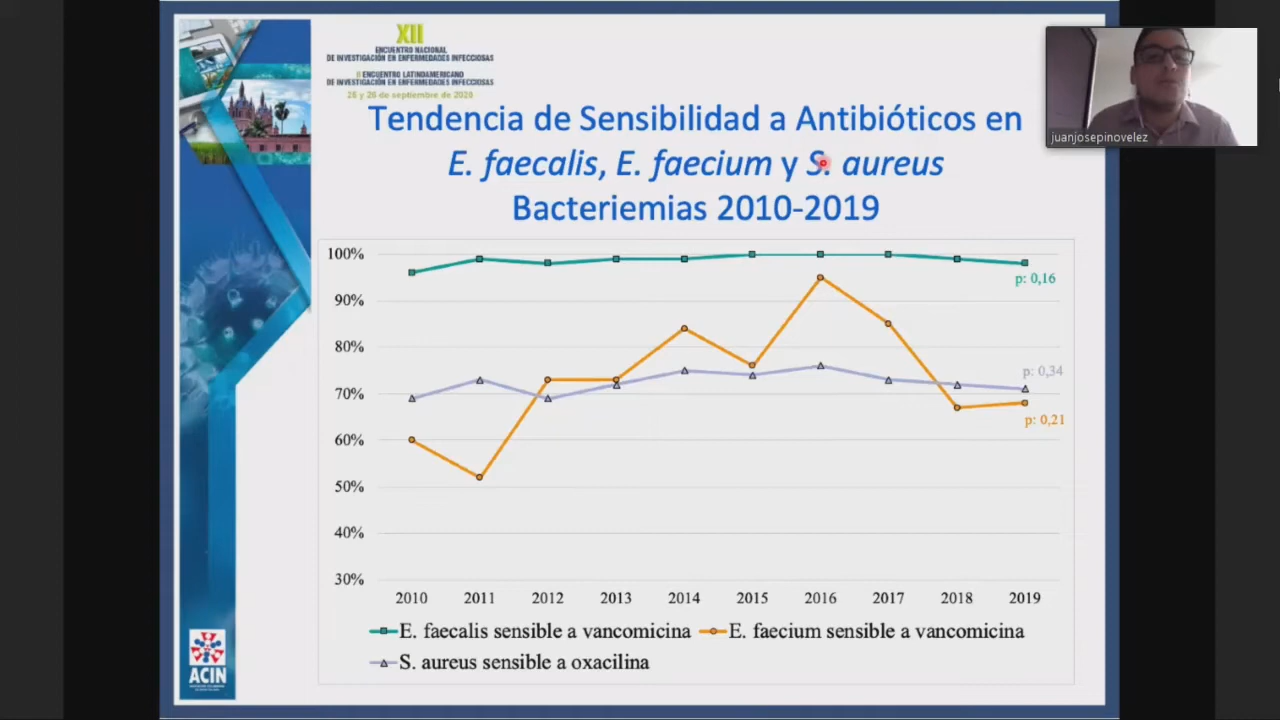 XII
ENCUENTRO NACIONAL
DE INVESTIGACIÓN EN ENFERMEDADES INFECCIOSAS
II ENCUENTRO LATINOAMERICANO
DE INVESTIGACIÓN EN ENFERMEDADES INFECCIOSAS
25 y 26 de septiembre de 2020
Tendencia de Sensibilidad a Antibióticos en
E. faecalis, E. faecium y S. aureus
Bacteriemias 2010-2019
juanjosepinovelez
100%
90%
80%
70%
60%
50%
40%
30%
p: 0,16
p: 0,34
p: 0,21
2010 2011 2012 2013 2014 2015 2016 2017 2018 2019
E. faecalis sensible a vancomicina E. faecium sensible a vancomicina
S. aureus sensible a oxacilina
ACIN